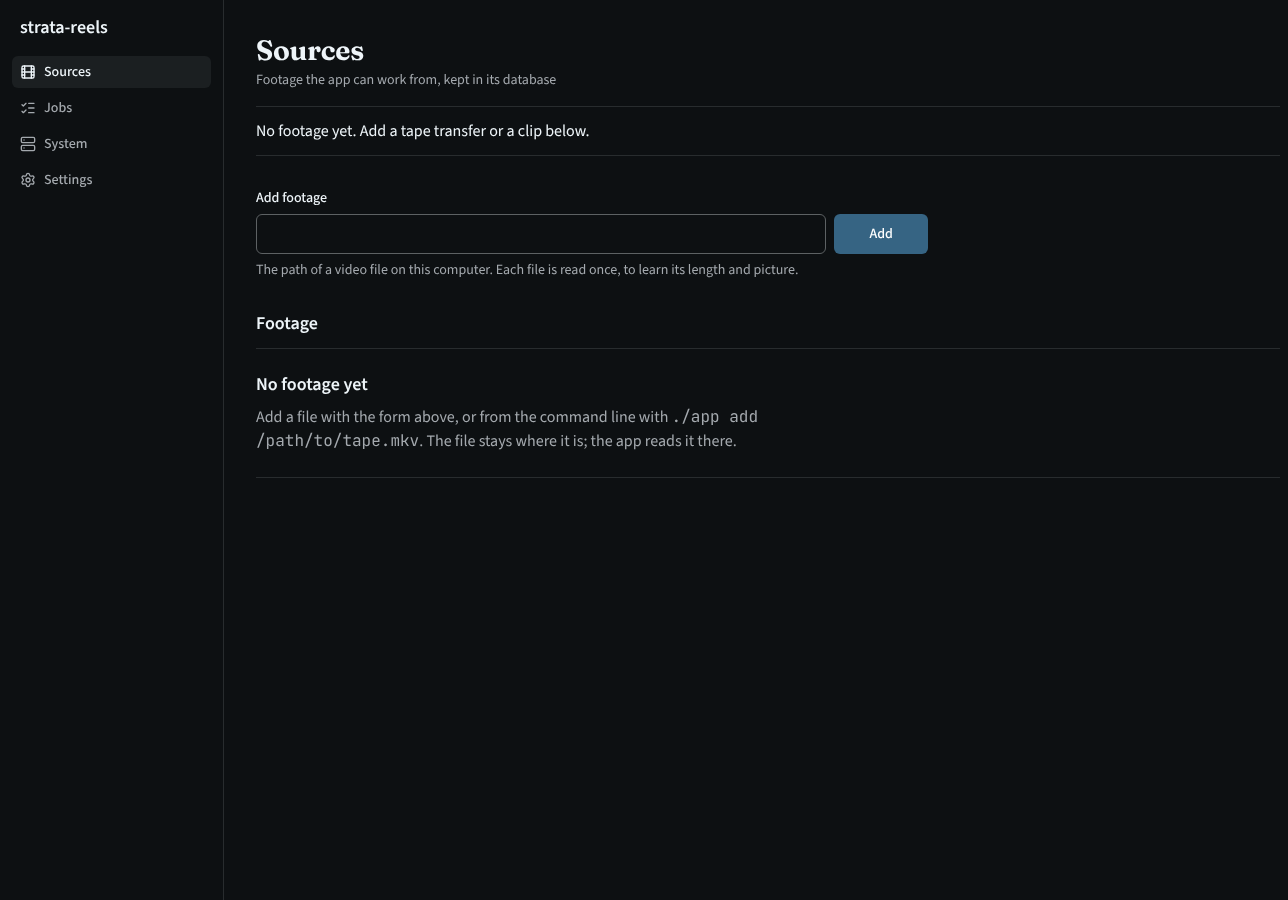 strata-reels
Sources
Jobs
System
Settings
Sources
Footage the app can work from, kept in its database
No footage yet. Add a tape transfer or a clip below.
Add footage
Add
The path of a video file on this computer. Each file is read once, to learn its length and picture.
Footage
No footage yet
Add a file with the form above, or from the command line with ./app add
/path/to/tape.mkv. The file stays where it is; the app reads it there.